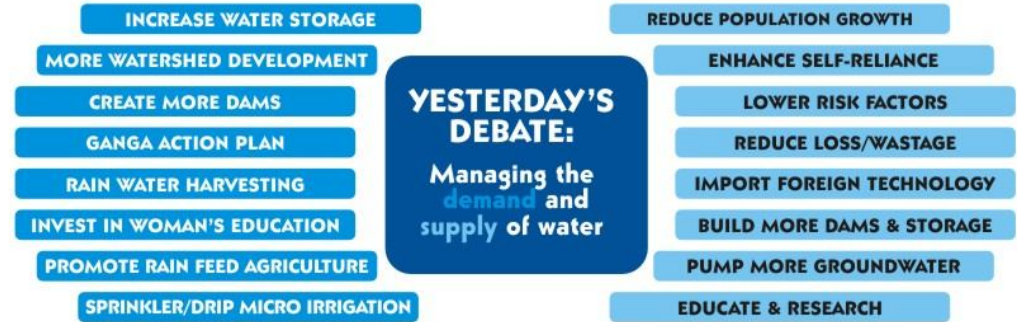 INCREASE WATER STORAGE
MORE WATERSHED DEVELOPMENT
CREATE MORE DAMS
GANGA ACTION PLAN
RAIN WATER HARVESTING
INVEST IN WOMAN'S EDUCATION
PROMOTE RAIN FEED AGRICULTURE
SPRINKLER/DRIP MICRO IRRIGATION
YESTERDAY'S
DEBATE:
Managing the
demand and
supply of water
REDUCE POPULATION GROWTH
ENHANCE SELF-RELIANCE
LOWER RISK FACTORS
REDUCE LOSS/WASTAGE
IMPORT FOREIGN TECHNOLOGY
BUILD MORE DAMS & STORAGE
PUMP MORE GROUNDWATER
EDUCATE & RESEARCH